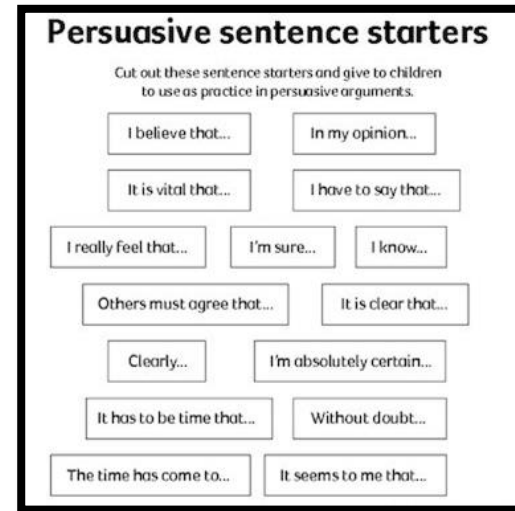 Persuasive sentence starters
Cut out these sentence starters and give to children
to use as practice in persuasive arguments.
I believe that...
In my opinion...
It is vital that...
I have to say that...
I really feel that...
I'm sure...
I know...
Others must agree that...
It is clear that...
Clearly...
I'm absolutely certain...
It has to be time that...
Without doubt...
The time has come to...
It seems to me that...